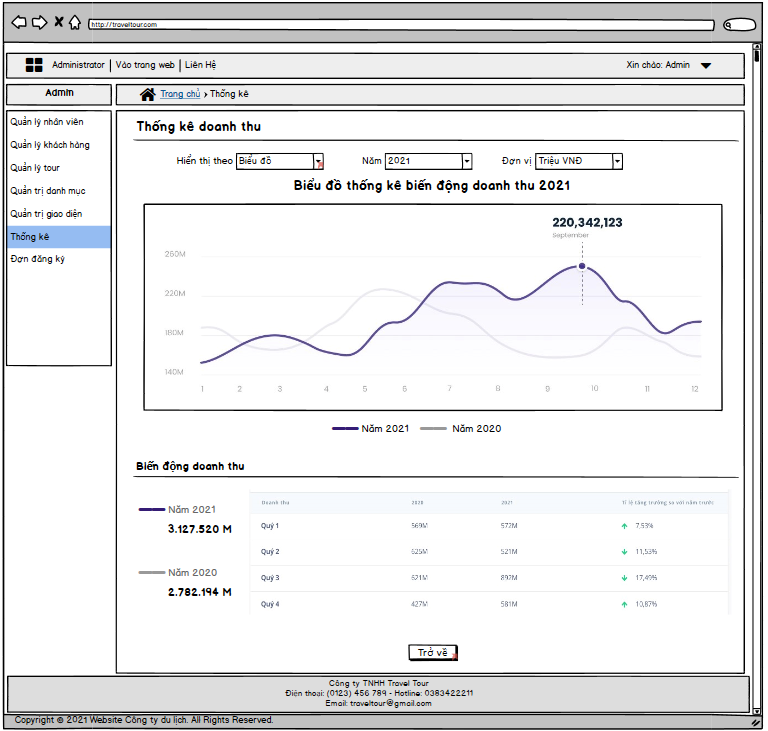 http://traveltour.com
Administrator | Vào trang web | Liên Hệ
Xin chào: Admin
Admin
Trang chủ › Thống kê
Quản lý nhân viên
Quản lý khách hàng
Quản lý tour
Quản trị danh mục
Quản trị giao diện
Thống kê
Đơn đăng ký
Thống kê doanh thu
Hiển thị theo Biểu đồ Năm 2021 Đơn vị Triệu VNĐ
Biểu đồ thống kê biến động doanh thu 2021
220,342,123
September
260M
220M
180M
140M
1 2 3 4 5 6 7 8 9 10 11 12
Năm 2021 Năm 2020
Biến động doanh thu
Năm 2021
3.127.520 M
Năm 2020
2.782.194 M
Doanh thu 2020 2021 Tỉ lệ tăng trưởng so với năm trước
Quý 1 569M 572M 7,53%
Quý 2 625M 521M 11,53%
Quý 3 621M 892M 17,49%
Quý 4 427M 581M 10,87%
Trở về
Công ty TNHH Travel Tour
Điện thoại: (0123) 456 789 - Hotline: 0383422211
Email: traveltour@gmail.com
Copyright © 2021 Website Công ty du lịch. All Rights Reserved.